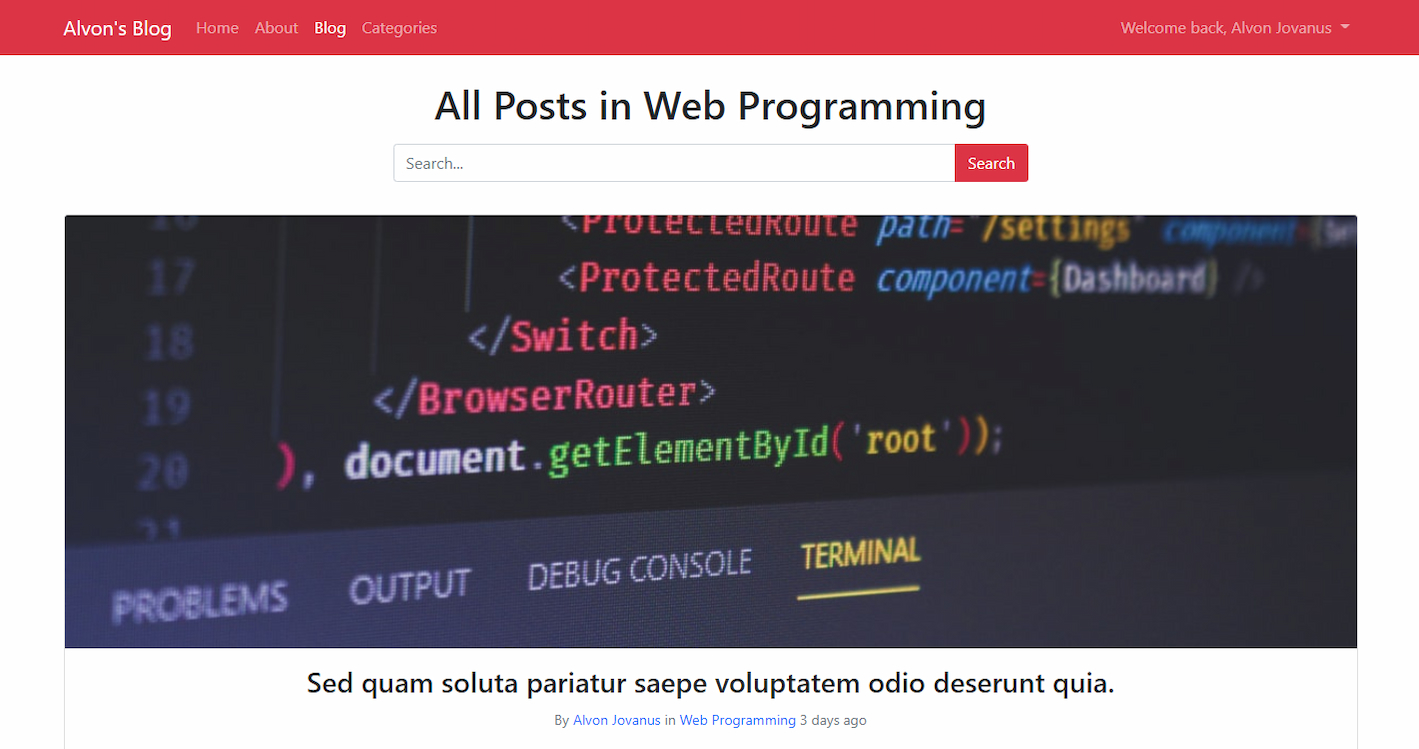 Alvon's Blog Home About Blog Categories Welcome back, Alvon Jovanus
All Posts in Web Programming
Search... Search
16 <ProtectedRoute path="/settings" component={
17 <ProtectedRoute component={Dashboard} />
18 </Switch>
19 </BrowserRouter>
20 ), document.getElementById('root'));
21
PROBLEMS OUTPUT DEBUG CONSOLE TERMINAL
Sed quam soluta pariatur saepe voluptatem odio deserunt quia.
By Alvon Jovanus in Web Programming 3 days ago